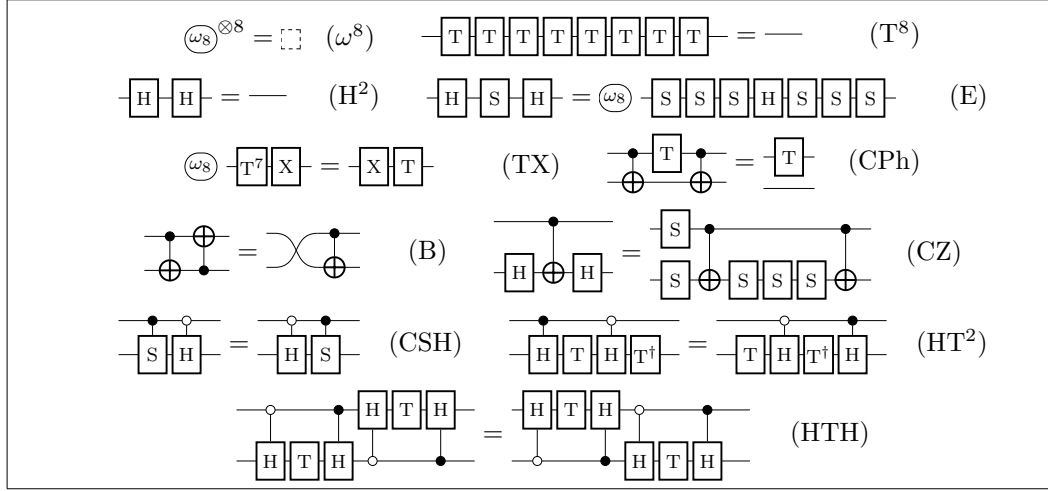 ω₈ ⊗8 = (ω⁸) T T T T T T T T = (T⁸)
H H = (H²) H S H = ω₈ S S S H S S S (E)
ω₈ T⁷ X = X T (TX) T = T (CPh)
= (B) H H = S S S S S (CZ)
S H = H S (CSH) H T H T† = T H T† H (HT²)
H T H H T H = H T H H T H (HTH)